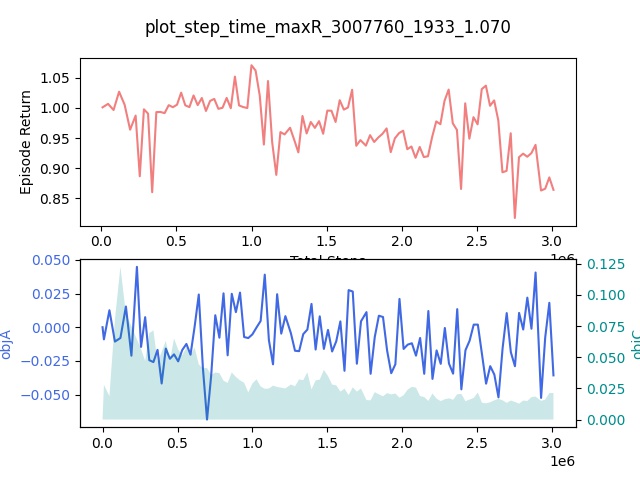 plot_step_time_maxR_3007760_1933_1.070
Episode Return
1.05
1.00
0.95
0.90
0.85
0.0 0.5 1.0 1.5 2.0 2.5 3.0
Total Steps
1e6
objA
0.050
0.025
0.000
−0.025
−0.050
0.125
0.100
0.075
0.050
0.025
0.000
objC
0.0 0.5 1.0 1.5 2.0 2.5 3.0
1e6